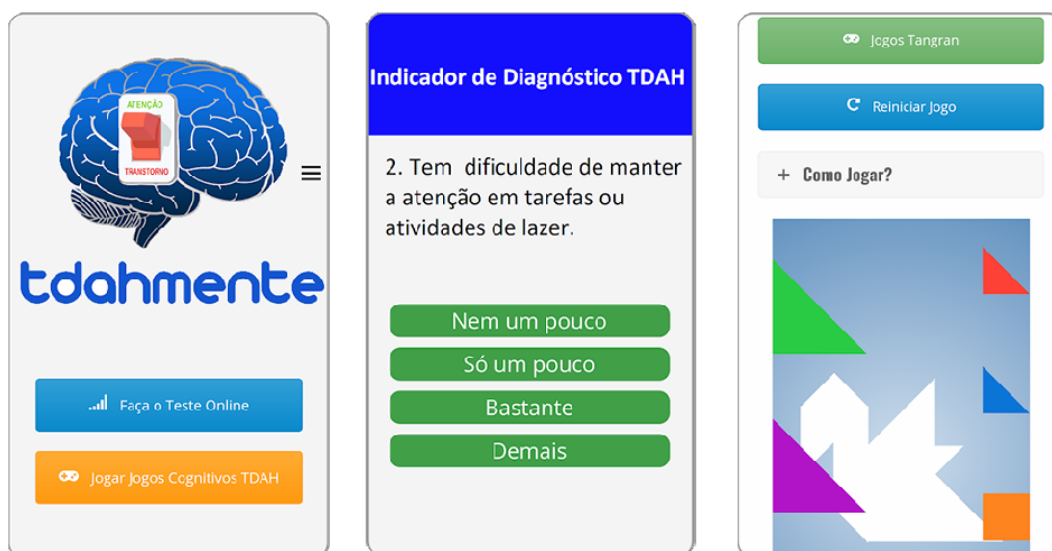 ATENÇÃO
TRANSTORNO
tdahmente
Faça o Teste Online
Jogar Jogos Cognitivos TDAH
Indicador de Diagnóstico TDAH
2. Tem dificuldade de manter
a atenção em tarefas ou
atividades de lazer.
Nem um pouco
Só um pouco
Bastante
Demais
Jogos Tangran
Reiniciar Jogo
+ Como Jogar?